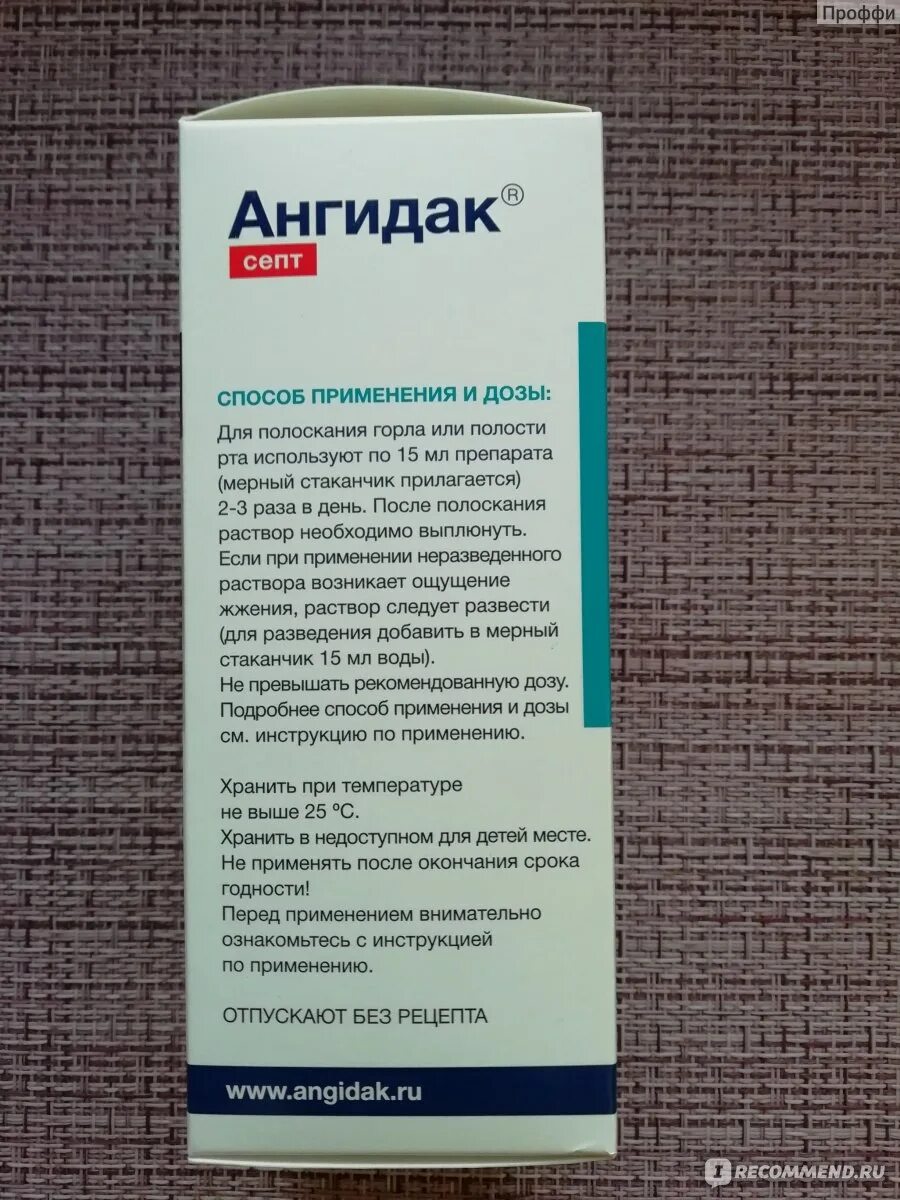 Проффи
Ангидак®
септ
СПОСОБ ПРИМЕНЕНИЯ И ДОЗЫ:
Для полоскания горла или полости
рта используют по 15 мл препарата
(мерный стаканчик прилагается)
2-3 раза в день. После полоскания
раствор необходимо выплюнуть.
Если при применении неразведенного
раствора возникает ощущение
жжения, раствор следует развести
(для разведения добавить в мерный
стаканчик 15 мл воды).
Не превышать рекомендованную дозу.
Подробнее способ применения и дозы
см. инструкцию по применению.
Хранить при температуре
не выше 25 ºС.
Хранить в недоступном для детей месте.
Не применять после окончания срока
годности!
Перед применением внимательно
ознакомьтесь с инструкцией
по применению.
ОТПУСКАЮТ БЕЗ РЕЦЕПТА
www.angidak.ru
IRECOMMEND.RU